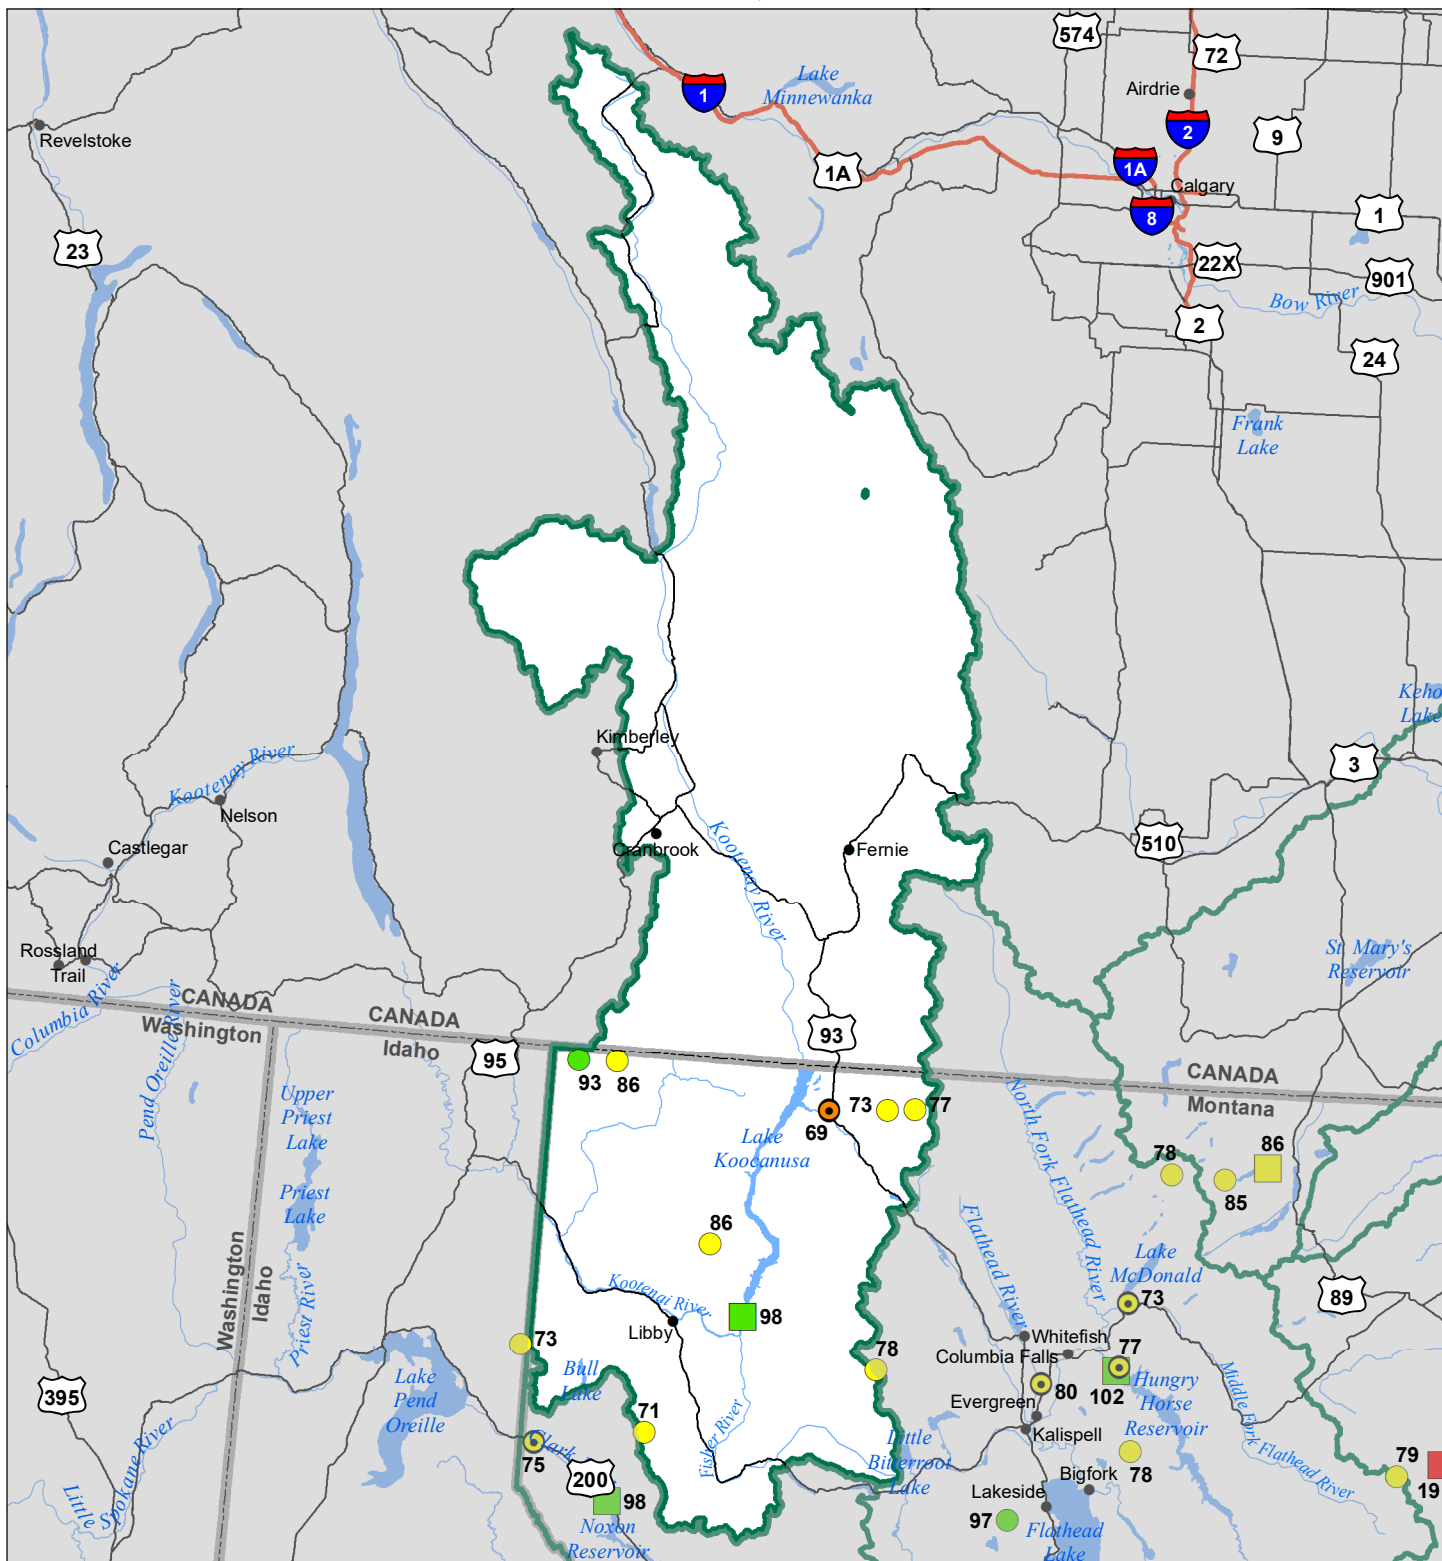 574
72
Airdrie
Lake
Minnewanka
1
2
9
Revelstoke
1A
1A
Calgary
8
1
23
22X
901
Bow River
2
24
Frank
Lake
Keho
Lake
Kimberley
3
Kootenay River
Nelson
Kootenay River
Cranbrook
Fernie
510
Castlegar
Rossland
Trail
St. Mary's
Reservoir
Columbia River
Pend Oreille River
CANADA
Washington
CANADA
Idaho
95
93
93
86
CANADA
Montana
Upper
Priest
Lake
Priest
Lake
73
77
69
Lake
Koocanusa
North Fork Flathead River
78
86
85
86
Washington
Idaho
Priest River
Flathead River
Lake
McDonald
Kootenai River
98
Libby
73
89
Whitefish
Columbia Falls
73
78
77
102
Hungry
Horse
Reservoir
Middle Fork Flathead River
Bull
Lake
Lake
Pend
Oreille
395
80
Evergreen
Kalispell
71
Fisher River
Clark
75
Little
Bitterroot
Lake
78
Bigfork
Lakeside
79
19
200
98
Noxon
Reservoir
Little Spokane River
97
Flathead
Lake